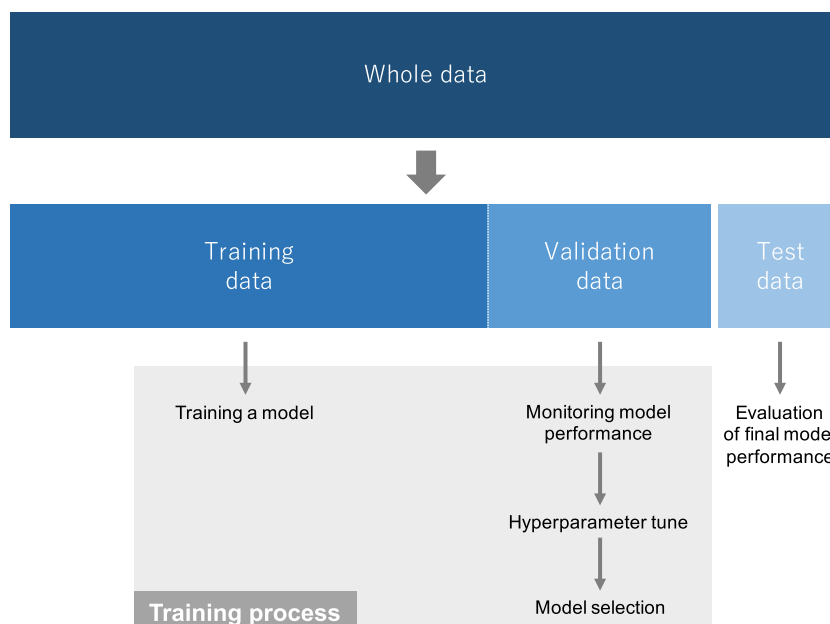 Whole data
Training
data
Validation
data
Test
data
Training a model
Monitoring model
performance
Evaluation
of final mode
performance
Hyperparameter tune
Model selection
Training process